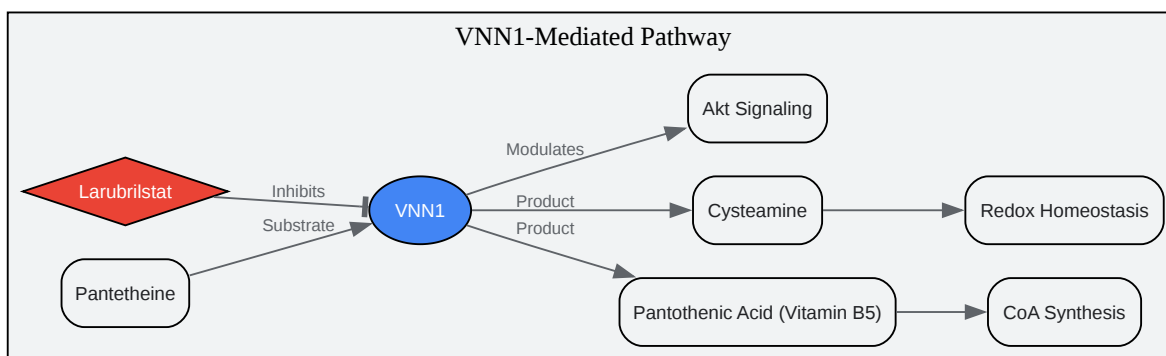 VNN1-Mediated Pathway
Akt Signaling
Modulates
Larubrilstat
Inhibits
VNN1
Product
Cysteamine
Redox Homeostasis
Substrate
Product
Pantetheine
Pantothenic Acid (Vitamin B5)
CoA Synthesis